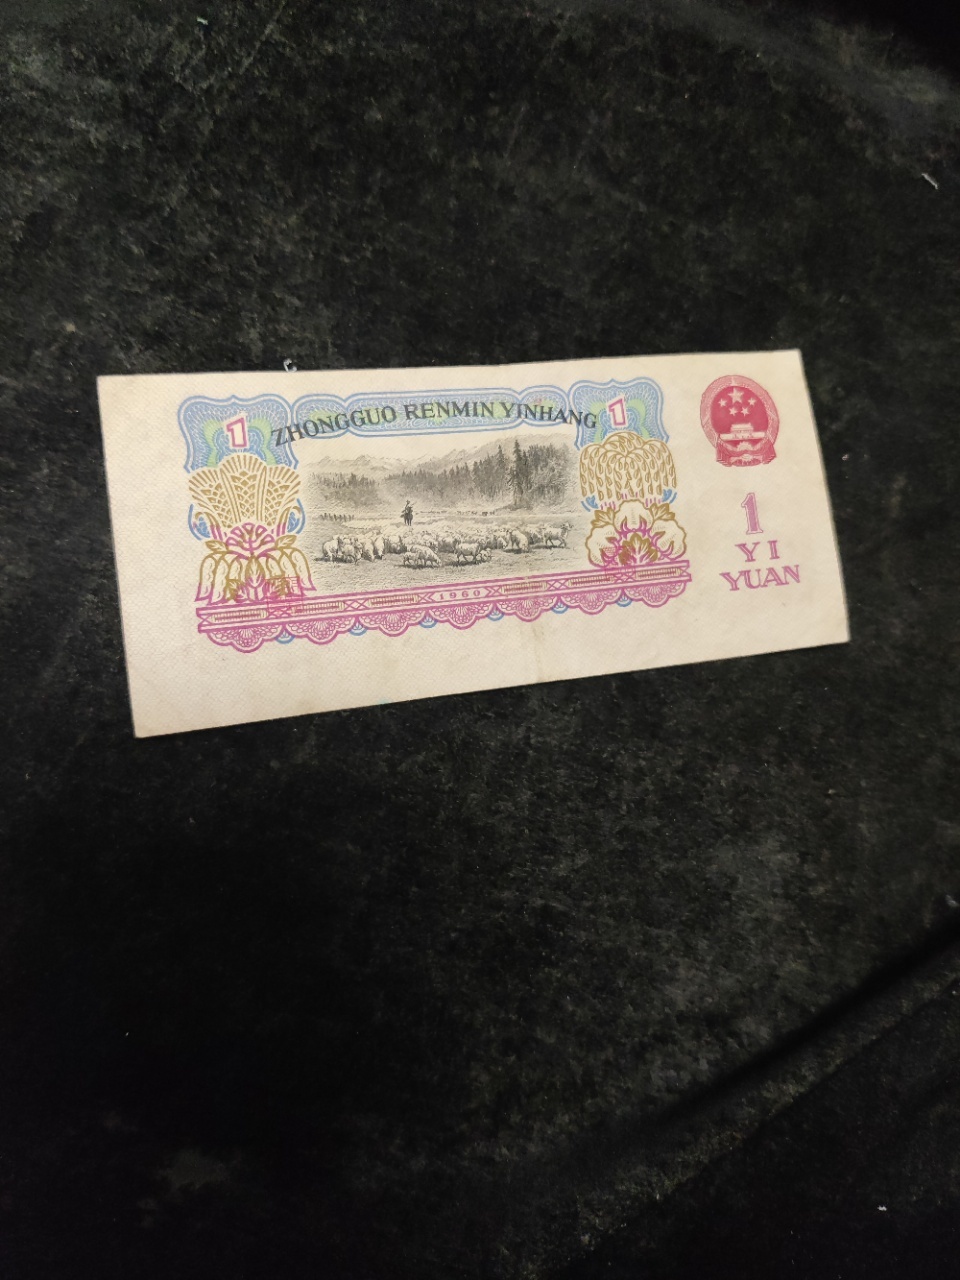 1 ZHONGGUO RENMIN YINHANG 1
1960
1
YI
YUAN